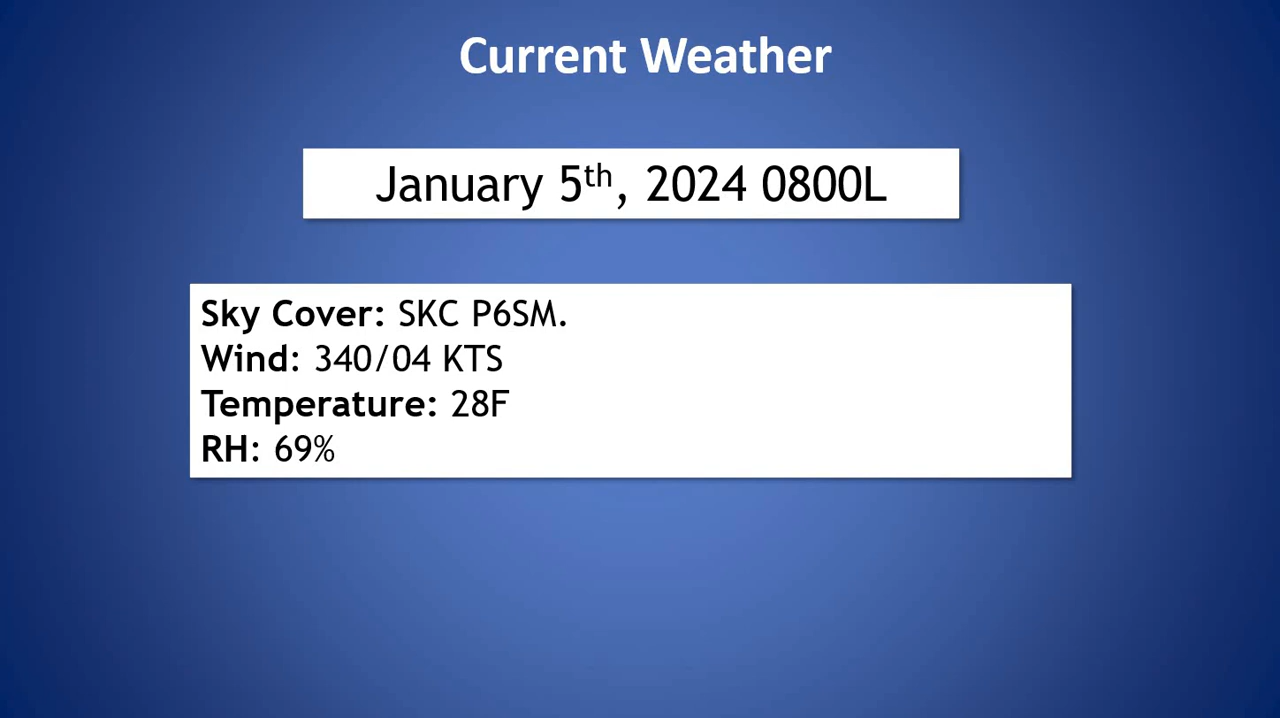 Current Weather
January 5th, 2024 0800L
Sky Cover: SKC P6SM.
Wind: 340/04 KTS
Temperature: 28F
RH: 69%